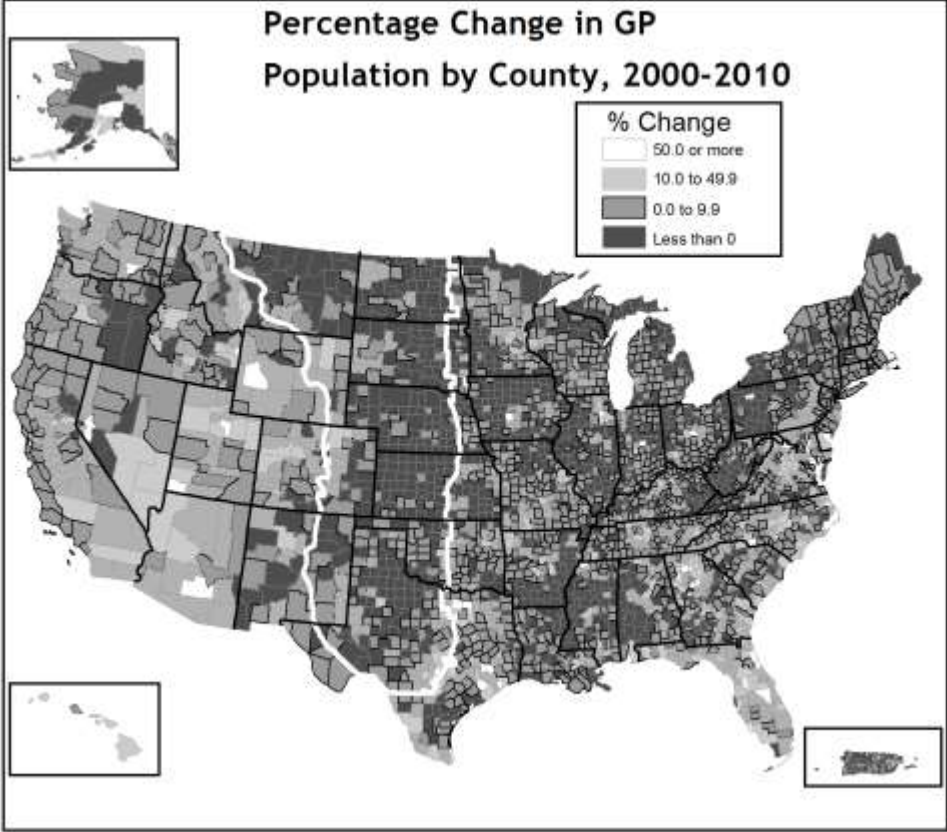 Percentage Change in GP
Population by County, 2000-2010
% Change
50.0 or more
10.0 to 49.9
0.0 to 9.9
Less than 0